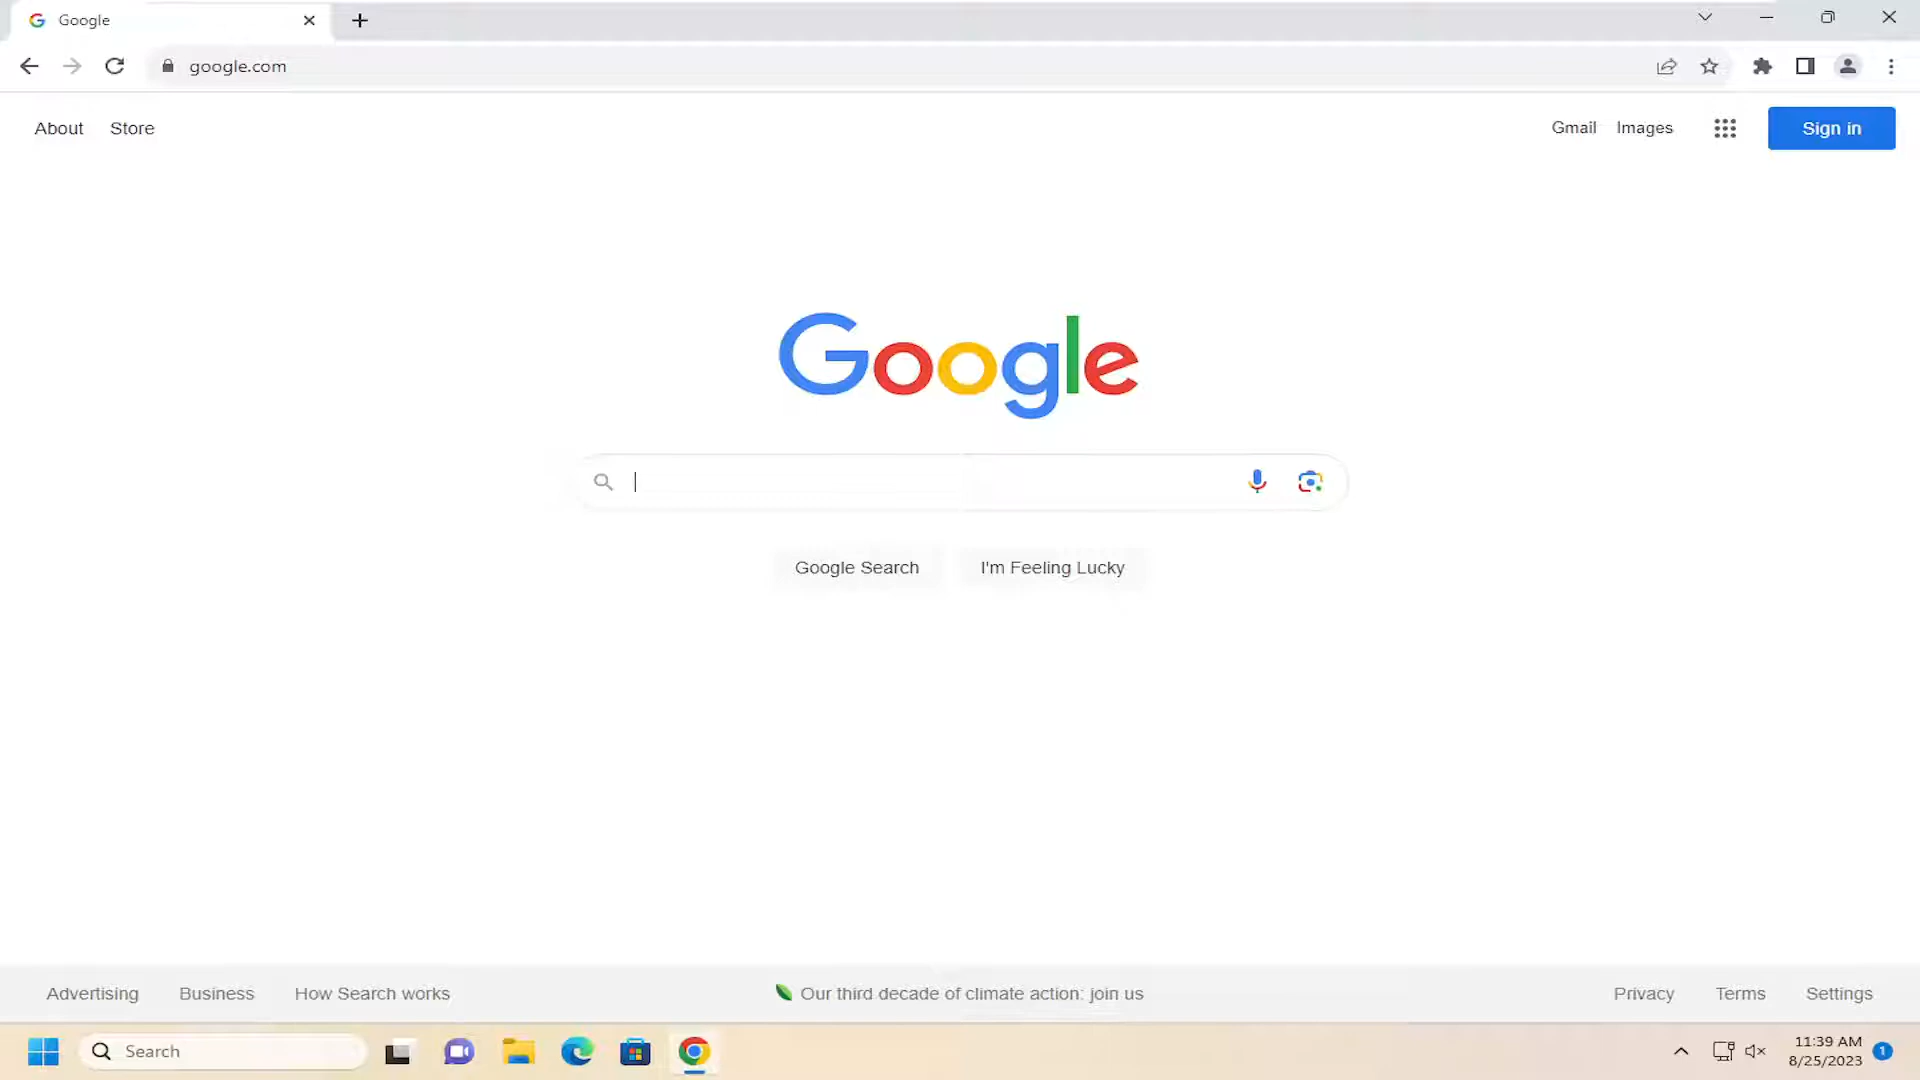 Google
google.com
About Store
Gmail Images Sign in
Google
Google Search I'm Feeling Lucky
Advertising Business How Search works
Our third decade of climate action: join us
Privacy Terms Settings
Search
11:39 AM
8/25/2023
1